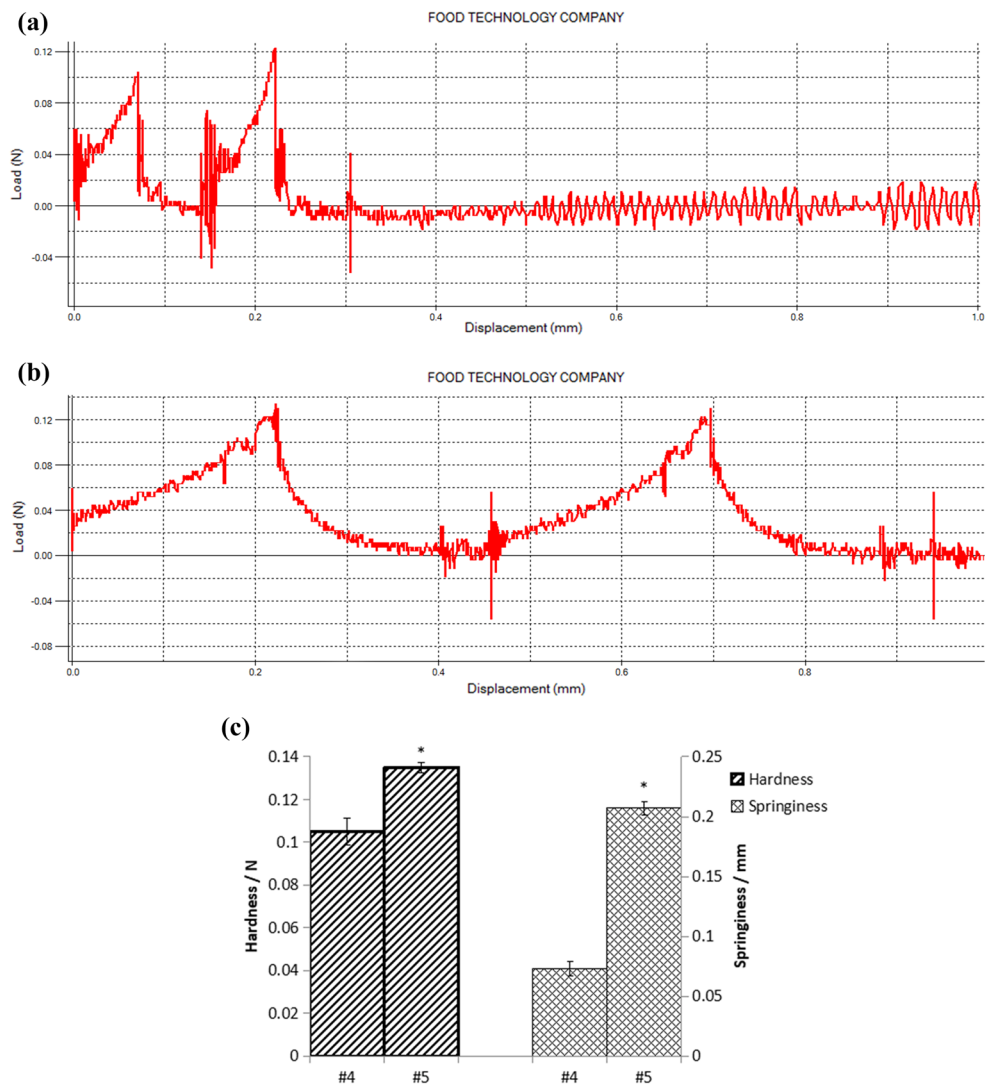 (a)
FOOD TECHNOLOGY COMPANY
0.12
0.08
0.04
0.00
-0.04
Load (N)
0.0 0.2 0.4 0.6 0.8 1.0
Displacement (mm)
(b)
FOOD TECHNOLOGY COMPANY
0.12
0.08
0.04
0.00
-0.04
-0.08
Load (N)
0.0 0.2 0.4 0.6 0.8
Displacement (mm)
(c)
0.14
0.12
0.1
0.08
0.06
0.04
0.02
0
Hardness / N
* *
#4 #5 #4 #5
0.25
0.2
0.15
0.1
0.05
0
Springiness / mm
Hardness
Springiness